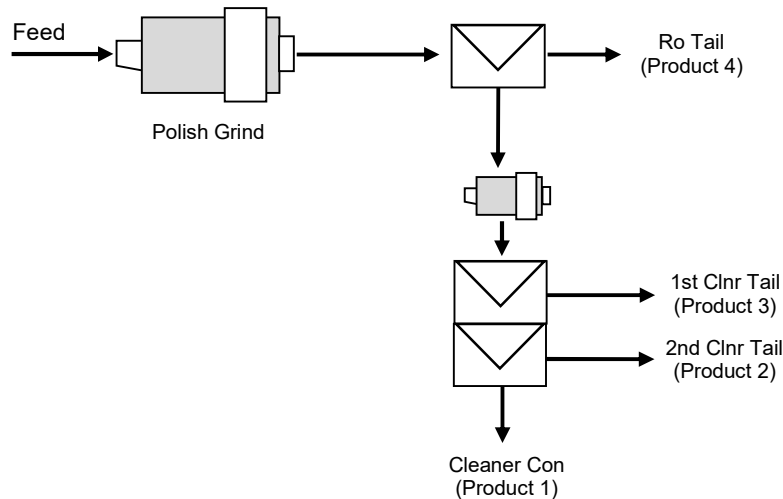 Feed
Ro Tail
(Product 4)
Polish Grind
1st Clnr Tail
(Product 3)
2nd Clnr Tail
(Product 2)
Cleaner Con
(Product 1)